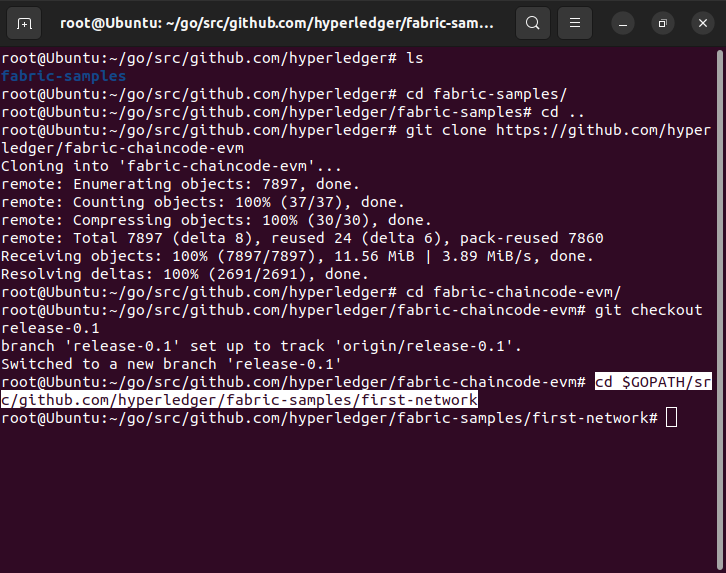 root@Ubuntu: ~/go/src/github.com/hyperledger/fabric-sam...
root@Ubuntu:~/go/src/github.com/hyperledger# ls
fabric-samples
root@Ubuntu:~/go/src/github.com/hyperledger# cd fabric-samples/
root@Ubuntu:~/go/src/github.com/hyperledger/fabric-samples# cd ..
root@Ubuntu:~/go/src/github.com/hyperledger# git clone https://github.com/hyper
ledger/fabric-chaincode-evm
Cloning into 'fabric-chaincode-evm'...
remote: Enumerating objects: 7897, done.
remote: Counting objects: 100% (37/37), done.
remote: Compressing objects: 100% (30/30), done.
remote: Total 7897 (delta 8), reused 24 (delta 6), pack-reused 7860
Receiving objects: 100% (7897/7897), 11.56 MiB | 3.89 MiB/s, done.
Resolving deltas: 100% (2691/2691), done.
root@Ubuntu:~/go/src/github.com/hyperledger# cd fabric-chaincode-evm/
root@Ubuntu:~/go/src/github.com/hyperledger/fabric-chaincode-evm# git checkout
release-0.1
branch 'release-0.1' set up to track 'origin/release-0.1'.
Switched to a new branch 'release-0.1'
root@Ubuntu:~/go/src/github.com/hyperledger/fabric-chaincode-evm# cd $GOPATH/sr
c/github.com/hyperledger/fabric-samples/first-network
root@Ubuntu:~/go/src/github.com/hyperledger/fabric-samples/first-network#